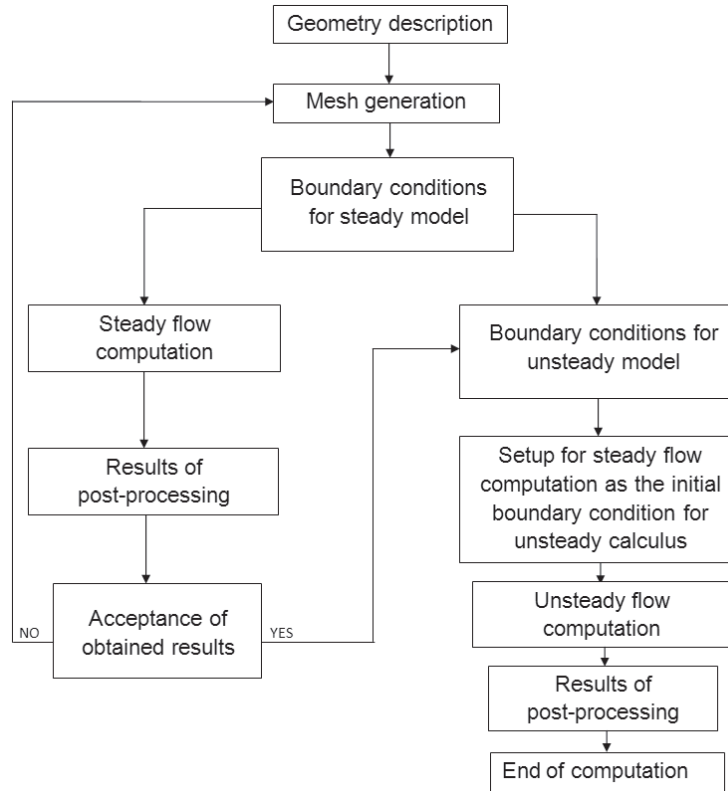 Geometry description
Mesh generation
Boundary conditions
for steady model
Steady flow
computation
Results of
post-processing
Acceptance of
obtained results
NO
YES
Boundary conditions for
unsteady model
Setup for steady flow
computation as the initial
boundary condition for
unsteady calculus
Unsteady flow
computation
Results of
post-processing
End of computation